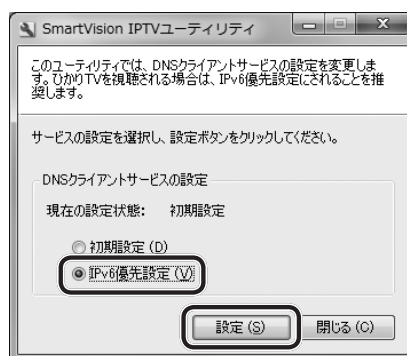 SmartVision IPTVユーティリティ
このユーティリティでは、DNSクライアントサービスの設定を変更しま
す。ひかりTVを視聴される場合は、IPv6優先設定にされることを推
奨します。
サービスの設定を選択し、設定ボタンをクリックしてください。
DNSクライアントサービスの設定
現在の設定状態: 初期設定
初期設定 (D)
IPv6優先設定 (V)
設定 (S) 閉じる (C)